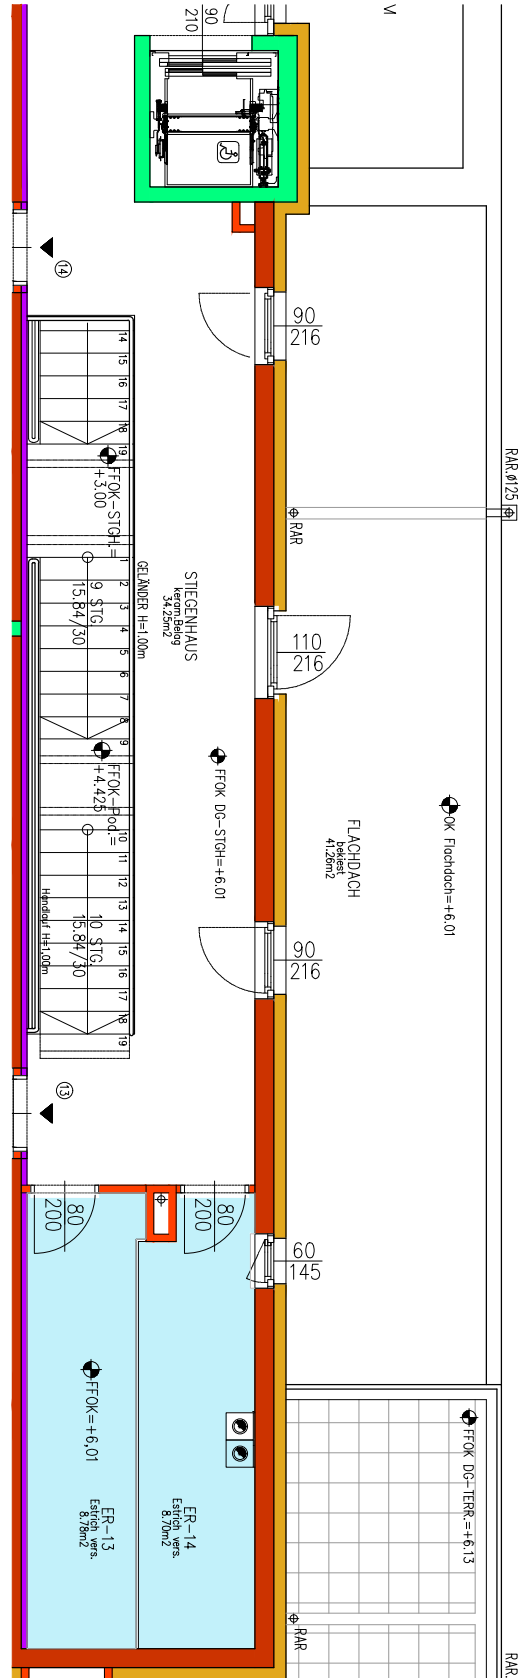 90
210
14
14
15
16
17
18
19
FFOK-STGH.=
+3.00
90
216
RAR.ø125
RAR
1
2
3
4
5
6
7
8
9
9 STG.
15.84/30
GELÄNDER H=1,00m
STIEGENHAUS
keram.Belag
34.25m2
110
216
FFOK-Pod.=
+4.425
FFOK DG-STGH=+6.01
OK Flachdach=+6.01
FLACHDACH
bekiest
41.26m2
10
11
12
13
14
15
16
17
18
19
10 STG.
15.84/30
Handlauf H=1,00m
90
216
13
80
200
80
200
60
145
FFOK=+6,01
ER-13
Estrich vers.
8.78m2
ER-14
Estrich vers.
8.70m2
FFOK DG-TERR.=+6.13
RAR
RAR.